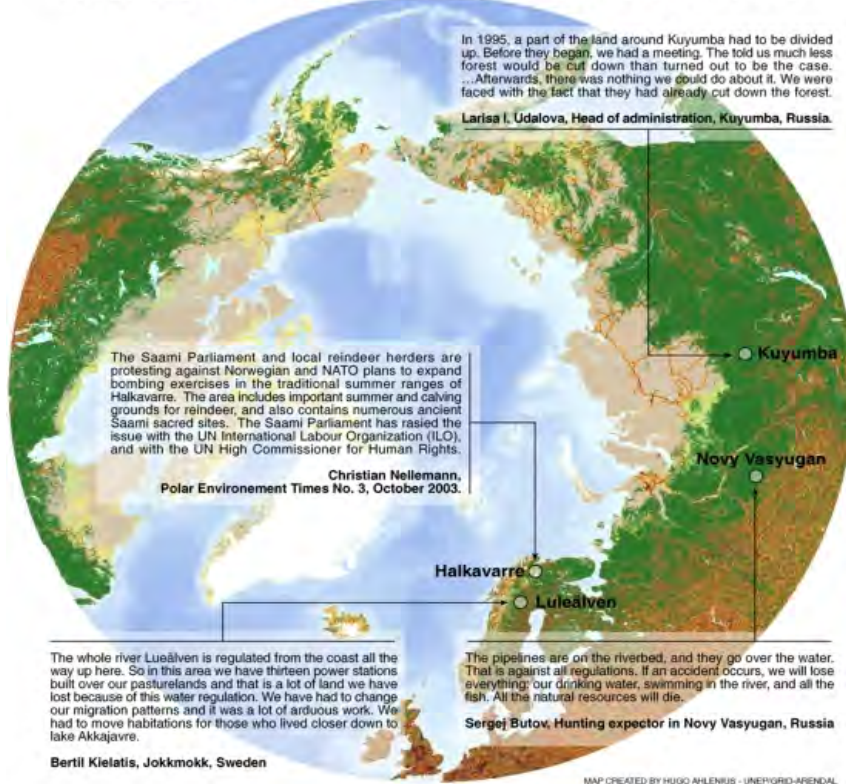 In 1995, a part of the land around Kuyumba had to be divided
up. Before they began, we had a meeting. The told us much less
forest would be cut down than turned out to be the case.
…Afterwards, there was nothing we could do about it. We were
faced with the fact that they had already cut down the forest.
Larisa I, Udalova, Head of administration, Kuyumba, Russia.
Kuyumba
The Saami Parliament and local reindeer herders are
protesting against Norwegian and NATO plans to expand
bombing exercises in the traditional summer ranges of
Halkavarre. The area includes important summer and calving
grounds for reindeer, and also contains numerous ancient
Saami sacred sites. The Saami Parliament has rasied the
issue with the UN International Labour Organization (ILO),
and with the UN High Commissioner for Human Rights.
Christian Nellemann,
Polar Environement Times No. 3, October 2003.
Novy Vasyugan
Halkavarre
Luleälven
The whole river Lueälven is regulated from the coast all the
way up here. So in this area we have thirteen power stations
built over our pasturelands and that is a lot of land we have
lost because of this water regulation. We have had to change
our migration patterns and it was a lot of arduous work. We
had to move habitations for those who lived closer down to
lake Akkajavre.
Bertil Kielatis, Jokkmokk, Sweden
The pipelines are on the riverbed, and they go over the water.
That is against all regulations. If an accident occurs, we will lose
everything: our drinking water, swimming in the river, and all the
fish. All the natural resources will die.
Sergej Butov, Hunting expector in Novy Vasyugan, Russia
MAP CREATED BY HUGO AHLENIUS - UNEP/GRID-ARENDAL